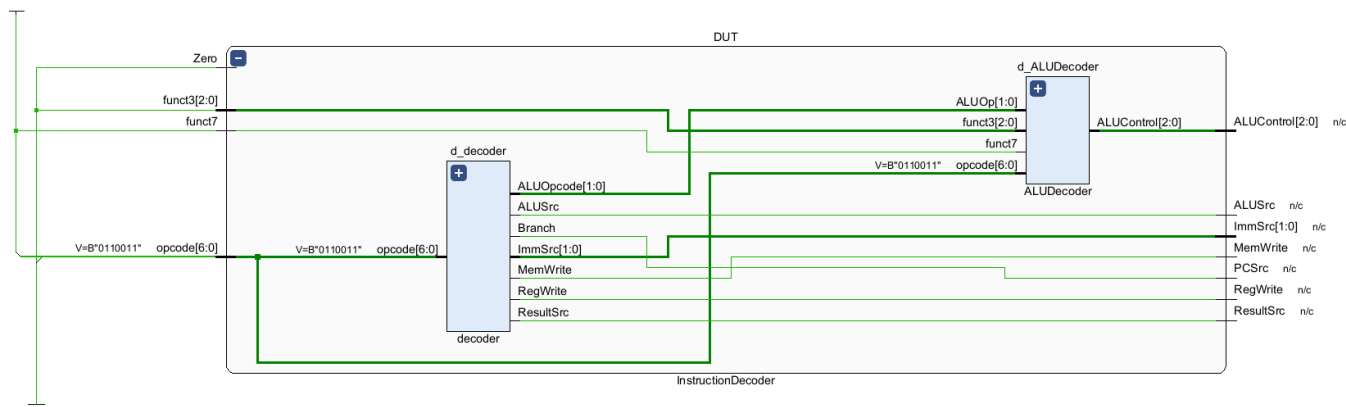 DUT
Zero
d_ALUDecoder
funct3[2:0]
ALUOp[1:0]
funct7
funct3[2:0]
ALUControl[2:0]
ALUControl[2:0] n/c
funct7
d_decoder
V=B"0110011" opcode[6:0]
ALUOpcode[1:0]
ALUDecoder
ALUSrc
ALUSrc n/c
Branch
ImmSrc[1:0] n/c
V=B"0110011" opcode[6:0]
V=B"0110011" opcode[6:0]
ImmSrc[1:0]
MemWrite n/c
MemWrite
PCSrc n/c
RegWrite
RegWrite n/c
ResultSrc
ResultSrc n/c
decoder
InstructionDecoder